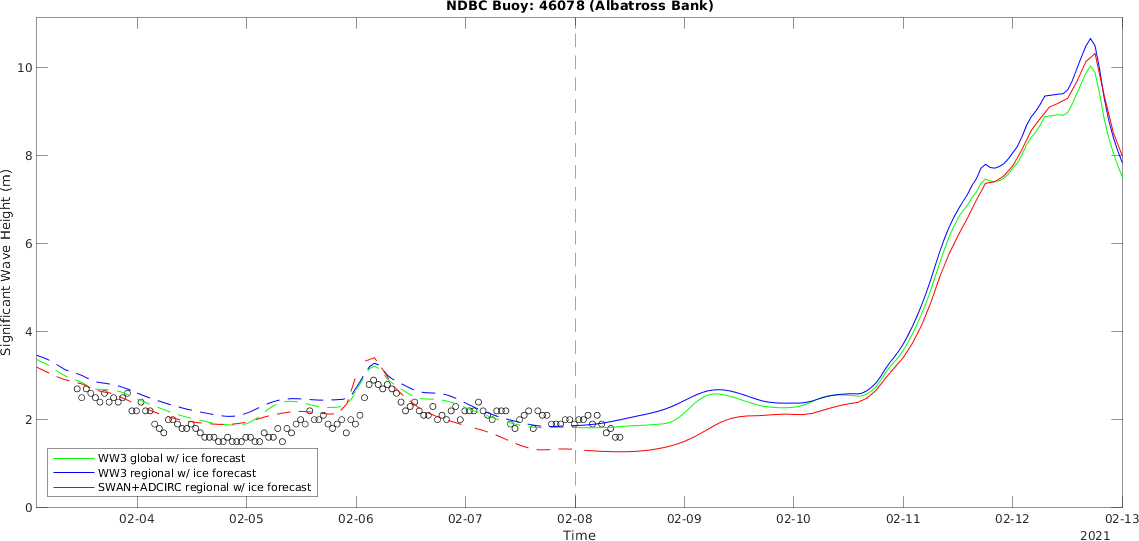 NDBC Buoy: 46078 (Albatross Bank)
10
8
6
4
2
0
Significant Wave Height (m)
WW3 global w/ ice forecast
WW3 regional w/ ice forecast
SWAN+ADCIRC regional w/ ice forecast
02-04 02-05 02-06 02-07 02-08 02-09 02-10 02-11 02-12 02-13
Time
2021